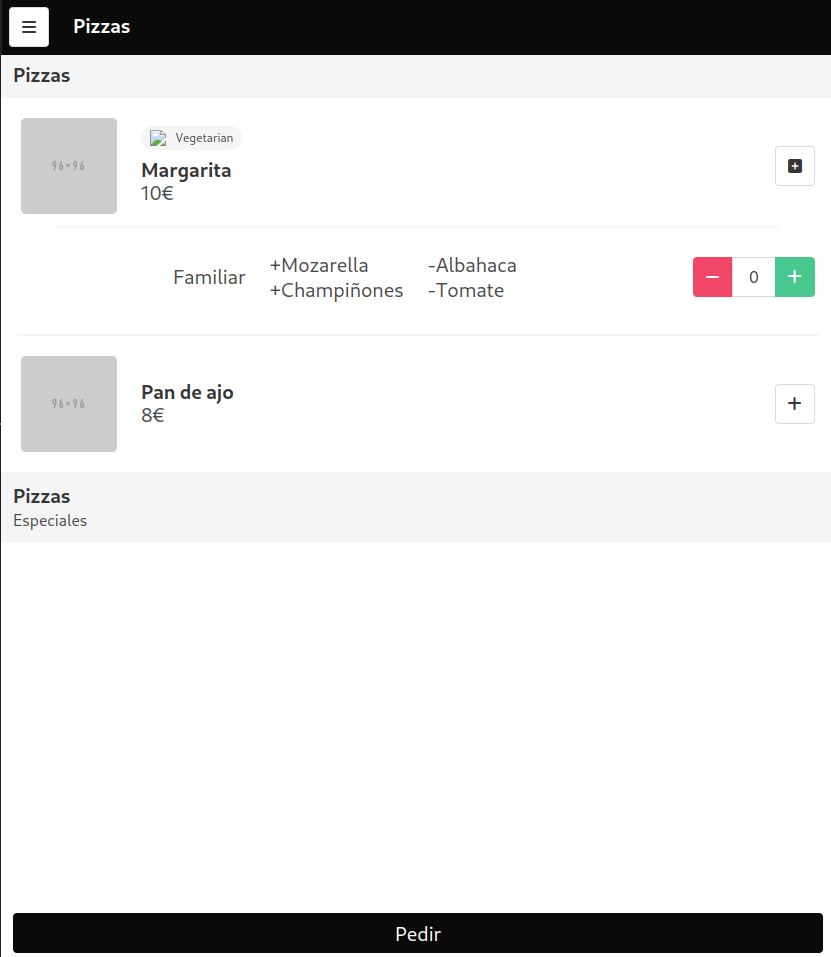 Pizzas
Pizzas
96×96
Vegetarian
Margarita
10€
Familiar
+Mozarella
+Champiñones
-Albahaca
-Tomate
0
96×96
Pan de ajo
8€
Pizzas
Especiales
Pedir